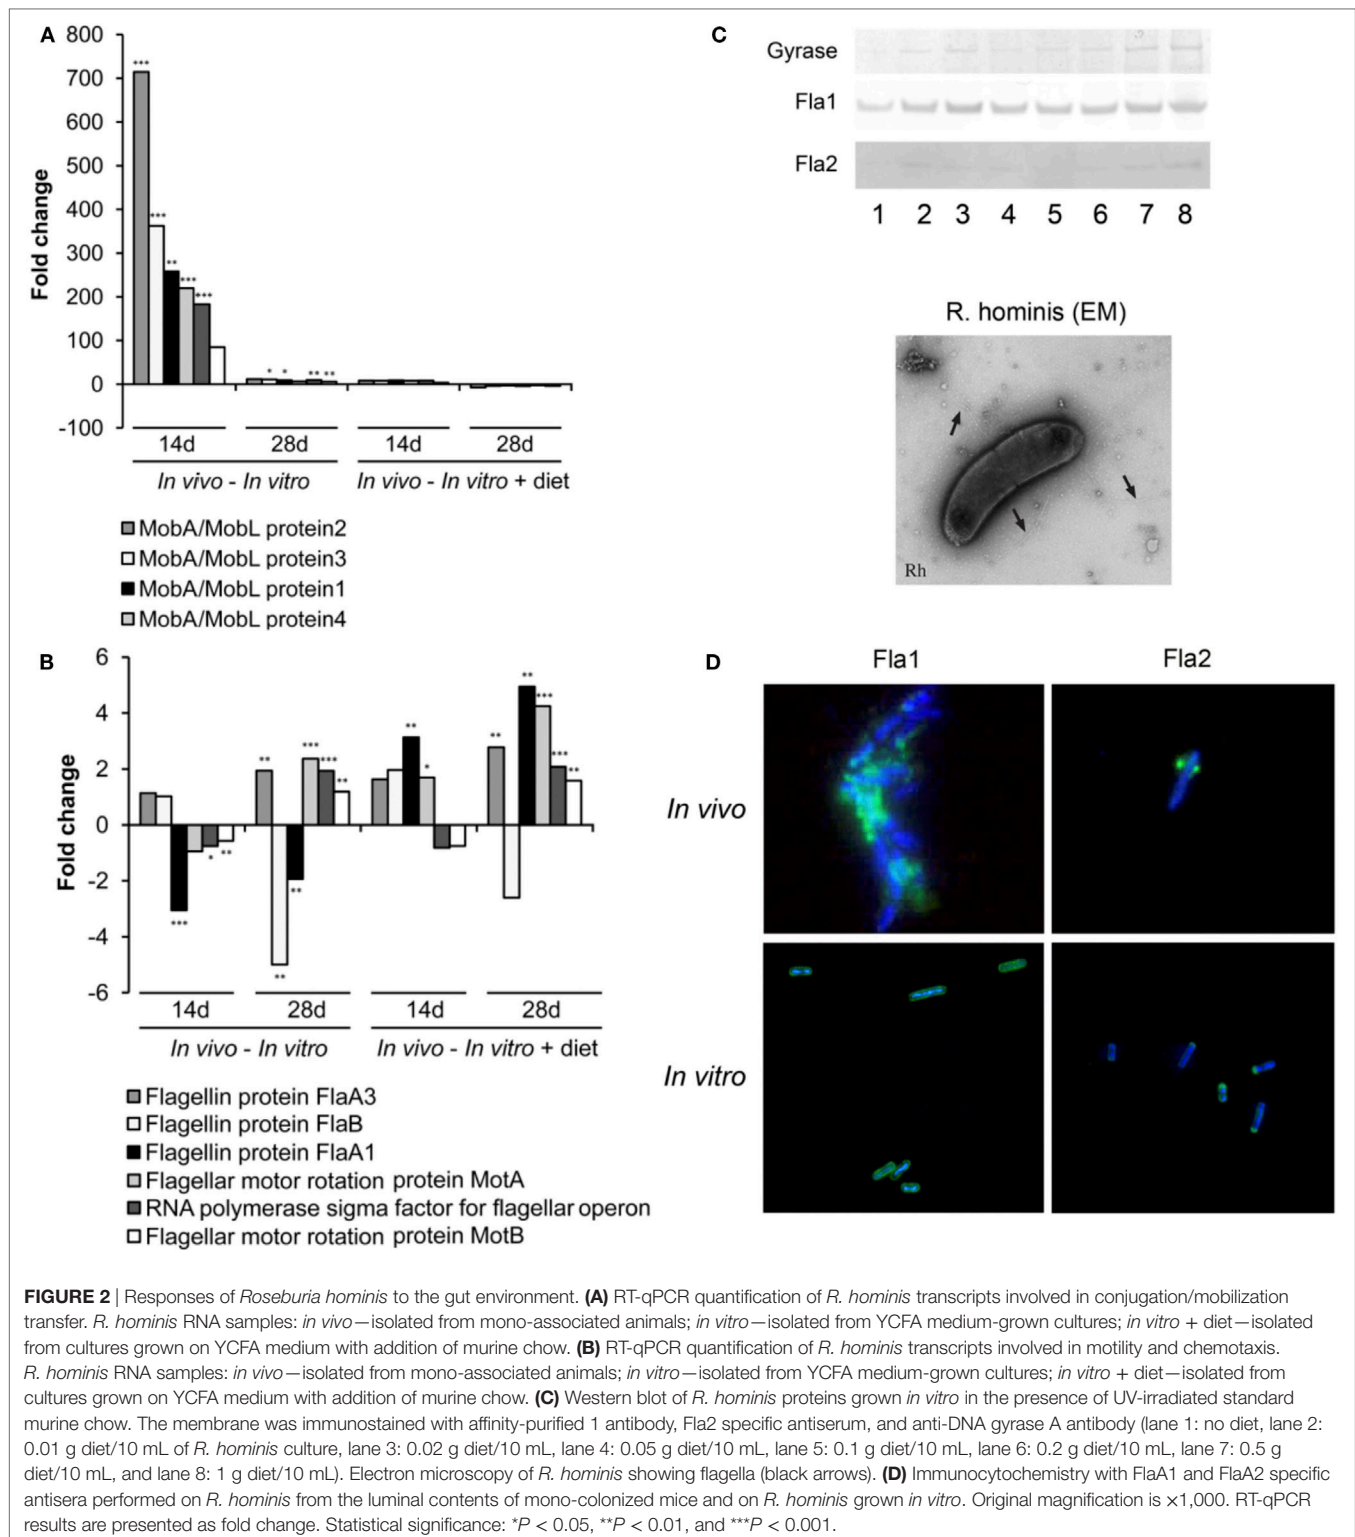 A
800
700
600
500
400
300
200
100
0
-100
Fold change
***
***
**
***
***
* * ** **
14d 28d 14d 28d
In vivo - In vitro In vivo - In vitro + diet
MobA/MobL protein2
MobA/MobL protein3
MobA/MobL protein1
MobA/MobL protein4
B
6
4
2
0
-2
-4
-6
Fold change
***
*
**
**
**
**
***
***
**
**
*
**
**
***
***
**
14d 28d 14d 28d
In vivo - In vitro In vivo - In vitro + diet
Flagellin protein FlaA3
Flagellin protein FlaB
Flagellin protein FlaA1
Flagellar motor rotation protein MotA
RNA polymerase sigma factor for flagellar operon
Flagellar motor rotation protein MotB
C
Gyrase
Fla1
Fla2
1 2 3 4 5 6 7 8
R. hominis (EM)
Rh
D
Fla1 Fla2
In vivo
In vitro
FIGURE 2 | Responses of Roseburia hominis to the gut environment. (A) RT-qPCR quantification of R. hominis transcripts involved in conjugation/mobilization
transfer. R. hominis RNA samples: in vivo—isolated from mono-associated animals; in vitro—isolated from YCFA medium-grown cultures; in vitro + diet—isolated
from cultures grown on YCFA medium with addition of murine chow. (B) RT-qPCR quantification of R. hominis transcripts involved in motility and chemotaxis.
R. hominis RNA samples: in vivo—isolated from mono-associated animals; in vitro—isolated from YCFA medium-grown cultures; in vitro + diet—isolated from
cultures grown on YCFA medium with addition of murine chow. (C) Western blot of R. hominis proteins grown in vitro in the presence of UV-irradiated standard
murine chow. The membrane was immunostained with affinity-purified 1 antibody, Fla2 specific antiserum, and anti-DNA gyrase A antibody (lane 1: no diet, lane 2:
0.01 g diet/10 mL of R. hominis culture, lane 3: 0.02 g diet/10 mL, lane 4: 0.05 g diet/10 mL, lane 5: 0.1 g diet/10 mL, lane 6: 0.2 g diet/10 mL, lane 7: 0.5 g
diet/10 mL, and lane 8: 1 g diet/10 mL). Electron microscopy of R. hominis showing flagella (black arrows). (D) Immunocytochemistry with FlaA1 and FlaA2 specific
antisera performed on R. hominis from the luminal contents of mono-colonized mice and on R. hominis grown in vitro. Original magnification is ×1,000. RT-qPCR
results are presented as fold change. Statistical significance: *P < 0.05, **P < 0.01, and ***P < 0.001.